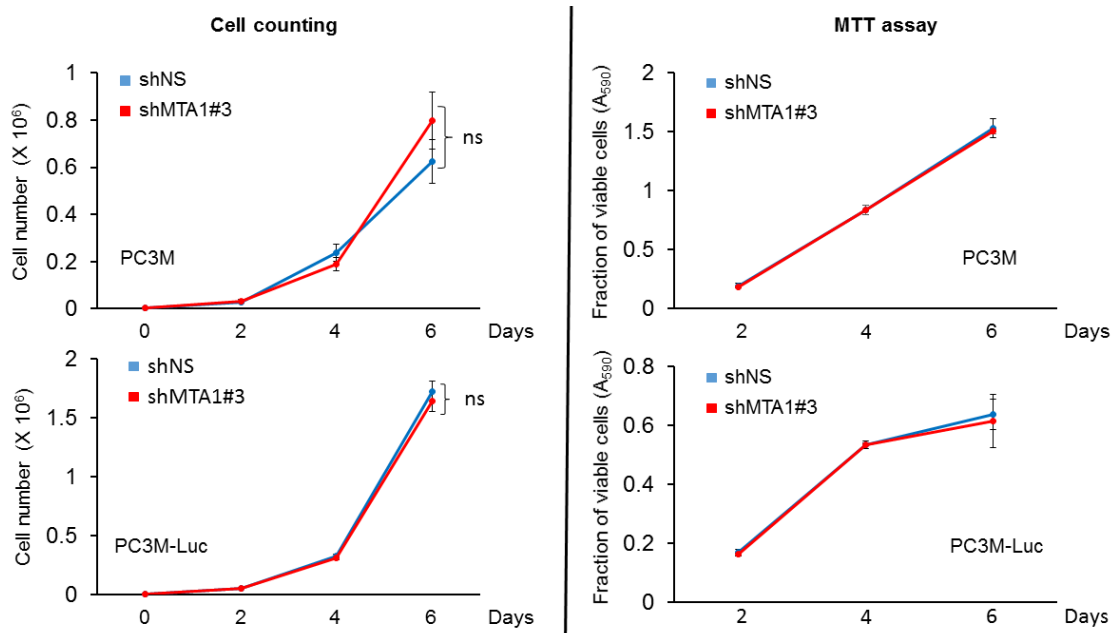 Cell counting
Cell number (X 10⁶)
1
0.8
0.6
0.4
0.2
0
shNS
shMTA1#3
ns
PC3M
0 2 4 6 Days
Cell number (X 10⁶)
2
1.5
1
0.5
0
shNS
shMTA1#3
ns
PC3M-Luc
0 2 4 6 Days
MTT assay
Fraction of viable cells (A₅₉₀)
2
1.5
1
0.5
0
shNS
shMTA1#3
PC3M
2 4 6 Days
Fraction of viable cells (A₅₉₀)
0.8
0.6
0.4
0.2
0
shNS
shMTA1#3
PC3M-Luc
2 4 6 Days